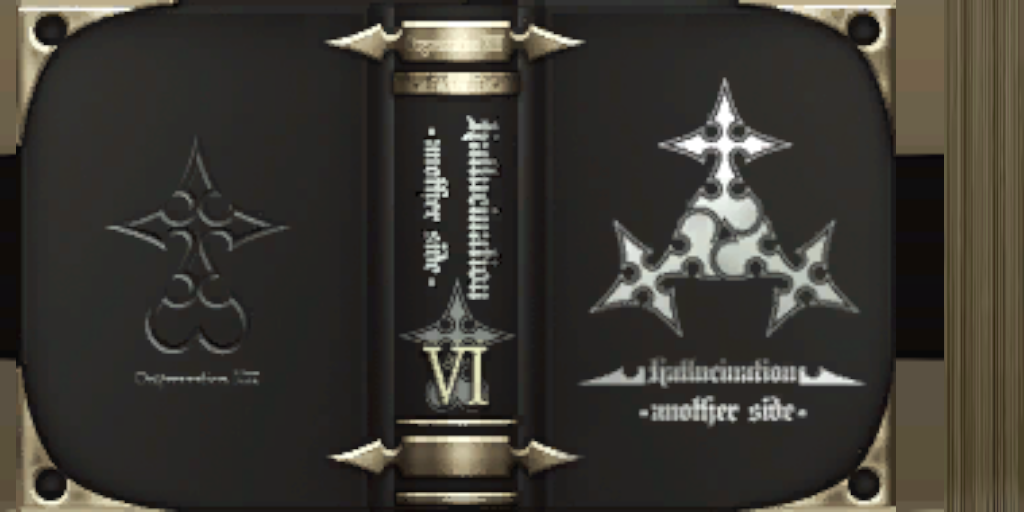 Hallucination
-another side-
VI
Hallucination
-another side-